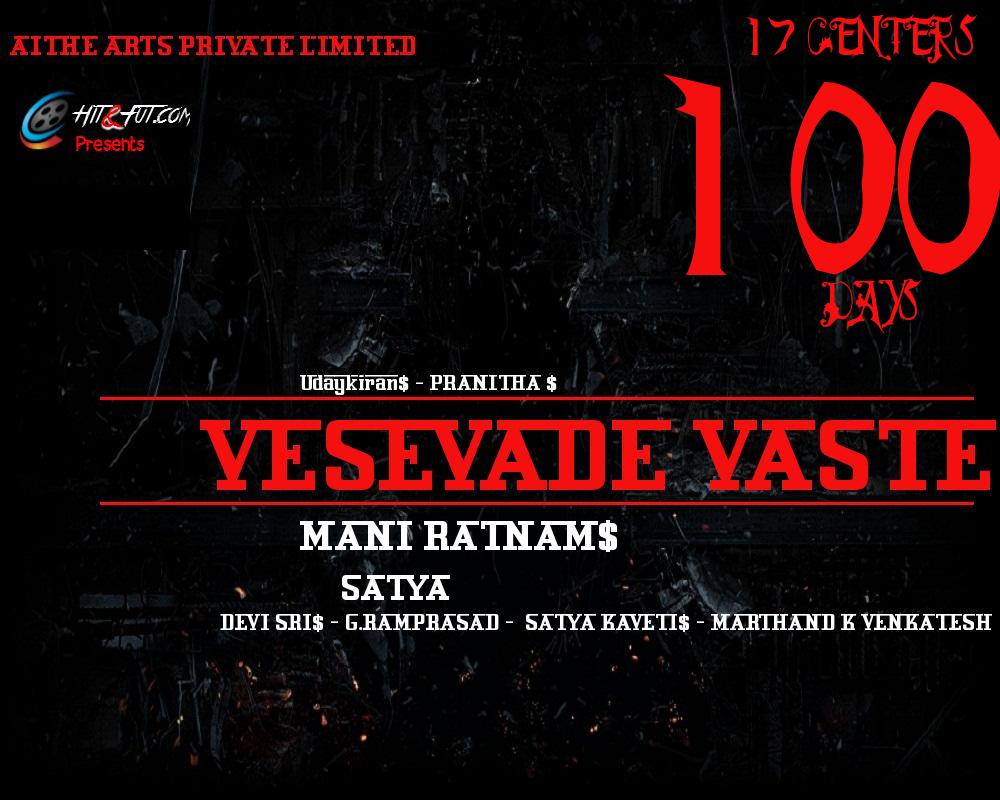 AITHE ARTS PRIVATE LIMITED
17 CENTERS
HIT&FUT.COM
Presents
100
DAYS
Udaykiran$ - PRANITHA $
VESEVADE VASTE
MANI RATNAM$
SATYA
DEVI SRI$ - G.RAMPRASAD - SATYA KAVETI$ - MARTHAND K VENKATESH